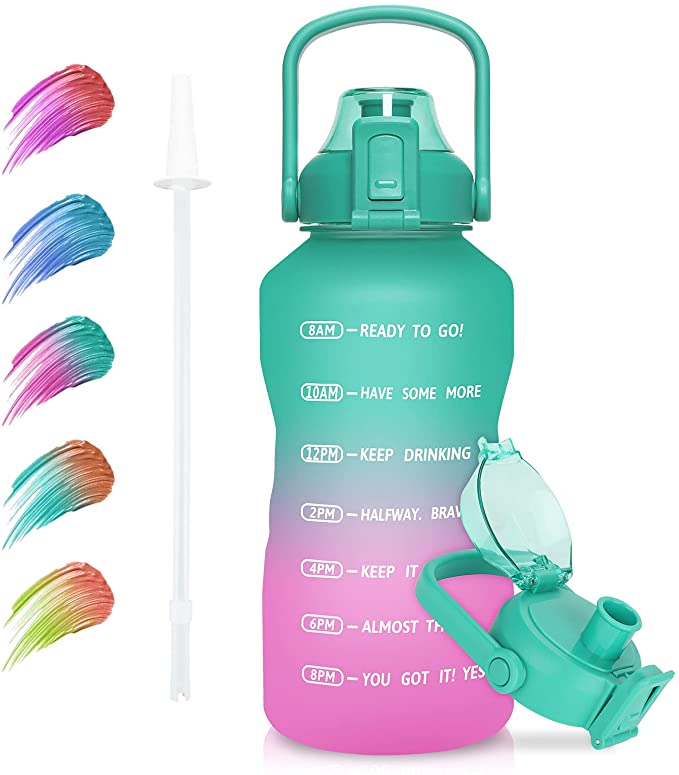 8AM — READY TO GO!
10AM — HAVE SOME MORE
12PM — KEEP DRINKING
2PM — HALFWAY. BRAV
4PM — KEEP IT
6PM — ALMOST TH
8PM — YOU GOT IT! YES